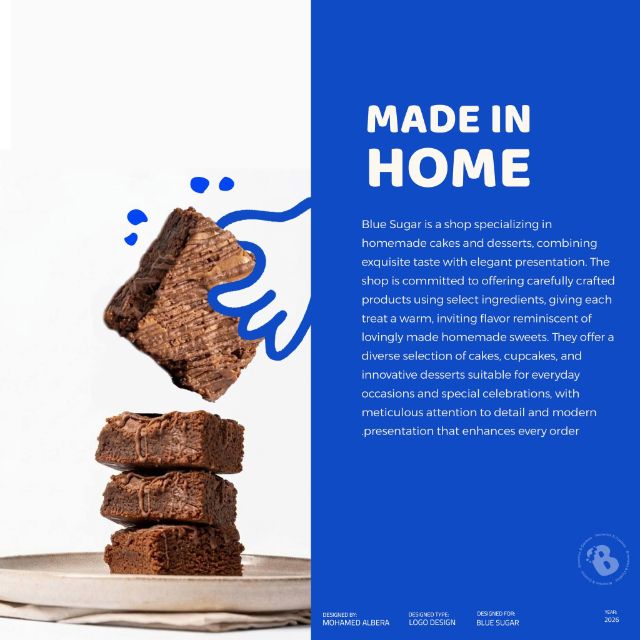 MADE IN
HOME
Blue Sugar is a shop specializing in
homemade cakes and desserts, combining
exquisite taste with elegant presentation. The
shop is committed to offering carefully crafted
products using select ingredients, giving each
treat a warm, inviting flavor reminiscent of
lovingly made homemade sweets. They offer a
diverse selection of cakes, cupcakes, and
innovative desserts suitable for everyday
occasions and special celebrations, with
meticulous attention to detail and modern
.presentation that enhances every order
DESIGNED BY:
MOHAMED ALBERA
DESIGNED TYPE:
LOGO DESIGN
DESIGNED FOR:
BLUE SUGAR
YEAR:
2026